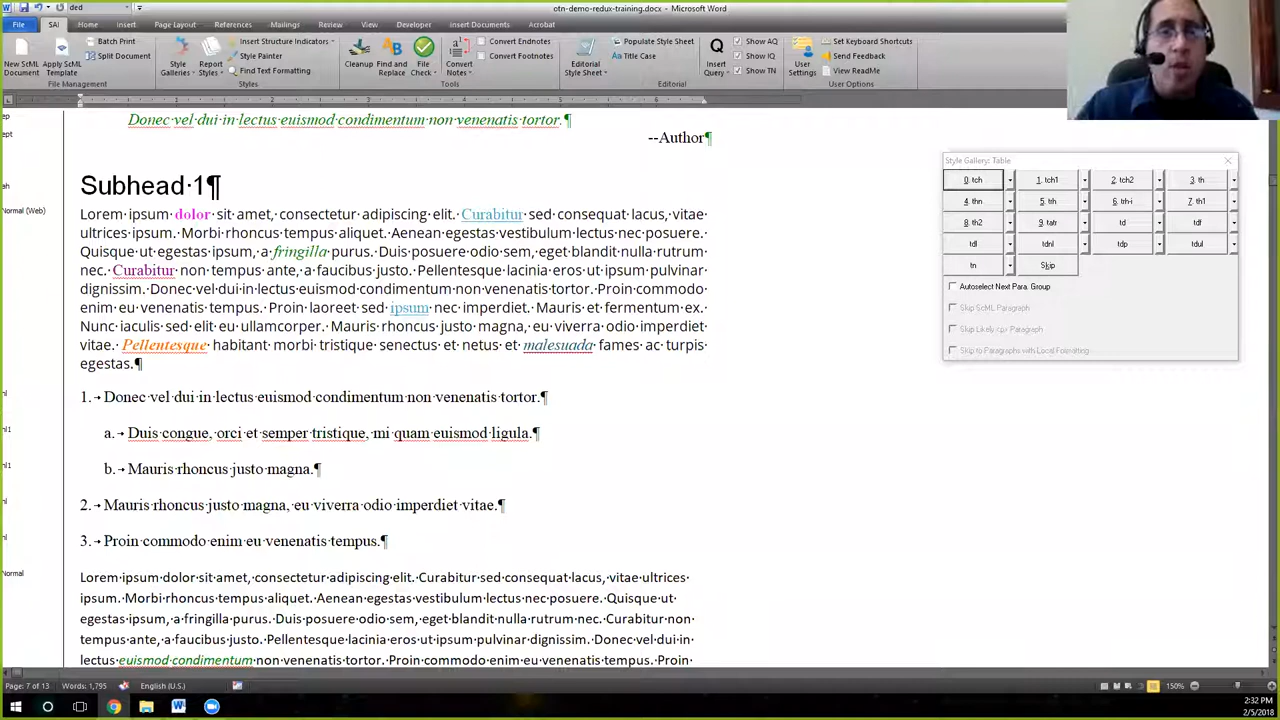 ded
otn-demo-redux-training.docx - Microsoft Word
File SAI Home Insert Page Layout References Mailings Review View Developer Insert Documents Acrobat
New ScML Document
Apply ScML Template
Batch Print
Split Document
File Management
Style Galleries
Report Styles
Insert Structure Indicators
Style Painter
Find Text Formatting
Styles
Cleanup
Find and Replace
File Check
Convert Notes
Convert Endnotes
Convert Footnotes
Tools
Editorial Style Sheet
Populate Style Sheet
Title Case
Editorial
Insert Query
Show AQ
Show IQ
Show TN
User Settings
Set Keyboard Shortcuts
Send Feedback
View ReadMe
Editorial
User Support
Donec·vel·dui·in·lectus·euismod·condimentum·non·venenatis·tortor.¶
--Author¶
Subhead·1¶
Normal (Web)
Lorem·ipsum·dolor·sit·amet,·consectetur·adipiscing·elit.·Curabitur·sed·consequat·lacus,·vitae·
ultrices·ipsum.·Morbi·rhoncus·tempus·aliquet.·Aenean·egestas·vestibulum·lectus·nec·posuere.·
Quisque·ut·egestas·ipsum,·a·fringilla·purus.·Duis·posuere·odio·sem,·eget·blandit·nulla·rutrum·
nec.·Curabitur·non·tempus·ante,·a·faucibus·justo.·Pellentesque·lacinia·eros·ut·ipsum·pulvinar·
dignissim.·Donec·vel·dui·in·lectus·euismod·condimentum·non·venenatis·tortor.·Proin·commodo·
enim·eu·venenatis·tempus.·Proin·laoreet·sed·ipsum·nec·imperdiet.·Mauris·et·fermentum·ex.·
Nunc·iaculis·sed·elit·eu·ullamcorper.·Mauris·rhoncus·justo·magna,·eu·viverra·odio·imperdiet·
vitae.·Pellentesque·habitant·morbi·tristique·senectus·et·netus·et·malesuada·fames·ac·turpis·
egestas.¶
nl 1.→Donec·vel·dui·in·lectus·euismod·condimentum·non·venenatis·tortor.¶
nl1 a.→Duis·congue,·orci·et·semper·tristique,·mi·quam·euismod·ligula.¶
nl1 b.→Mauris·rhoncus·justo·magna.¶
nl 2.→Mauris·rhoncus·justo·magna,·eu·viverra·odio·imperdiet·vitae.¶
nl 3.→Proin·commodo·enim·eu·venenatis·tempus.¶
Normal
Lorem·ipsum·dolor·sit·amet,·consectetur·adipiscing·elit.·Curabitur·sed·consequat·lacus,·vitae·ultrices·
ipsum.·Morbi·rhoncus·tempus·aliquet.·Aenean·egestas·vestibulum·lectus·nec·posuere.·Quisque·ut·
egestas·ipsum,·a·fringilla·purus.·Duis·posuere·odio·sem,·eget·blandit·nulla·rutrum·nec.·Curabitur·non·
tempus·ante,·a·faucibus·justo.·Pellentesque·lacinia·eros·ut·ipsum·pulvinar·dignissim.·Donec·vel·dui·in·
lectus·euismod·condimentum·non·venenatis·tortor.·Proin·commodo·enim·eu·venenatis·tempus.·Proin·
Style Gallery: Table
0. tch 1. tch1 2. tch2 3. th
4. thn 5. trh 6. trh-i 7. th1
8. th2 9. tatr td tdf
tdl tdnl tdp tdul
tn Skip
Autoselect Next Para. Group
Skip ScML Paragraph
Skip Likely <p> Paragraph
Skip to Paragraphs with Local Formatting
Page: 7 of 13 Words: 1,795 English (U.S.) 150%
2:32 PM
2/5/2018